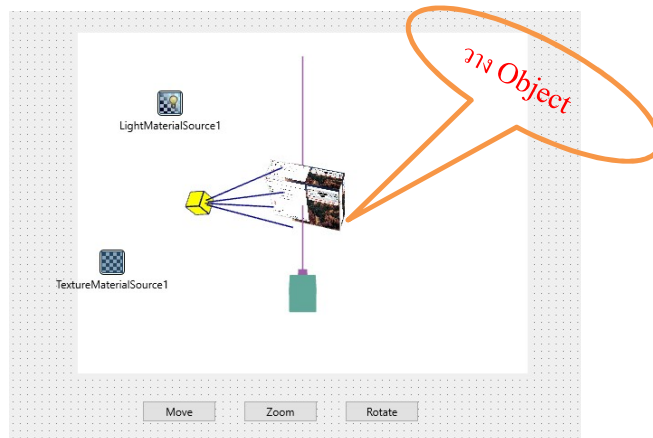 วาง Object
LightMaterialSource1
TextureMaterialSource1
Move
Zoom
Rotate